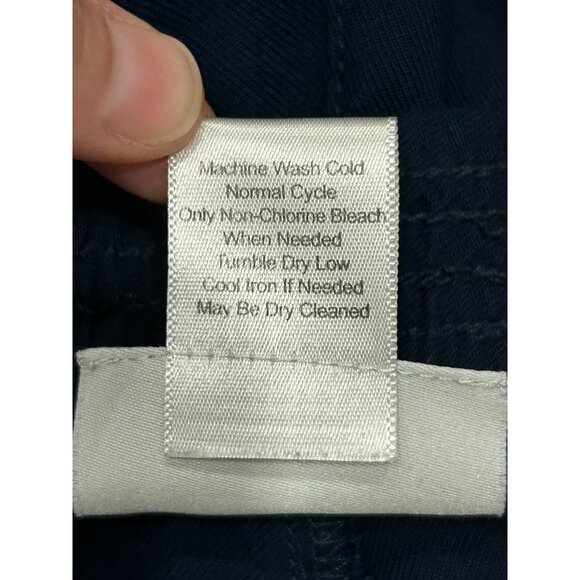 Machine Wash Cold
Normal Cycle
Only Non-Chlorine Bleach
When Needed
Tumble Dry Low
Cool Iron If Needed
May Be Dry Cleaned